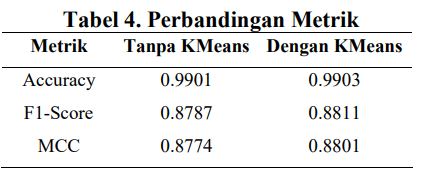 Tabel 4. Perbandingan Metrik
Metrik Tanpa KMeans Dengan KMeans
Accuracy 0.9901 0.9903
F1-Score 0.8787 0.8811
MCC 0.8774 0.8801